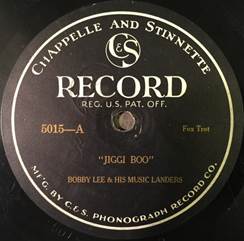 CHAPPELLE AND STINNETTE
C&S
RECORD
REG. U.S. PAT. OFF.
5015—A
Fox Trot
"JIGGI BOO"
BOBBY LEE & HIS MUSIC LANDERS
MF'G. BY C. & S. PHONOGRAPH RECORD CO.